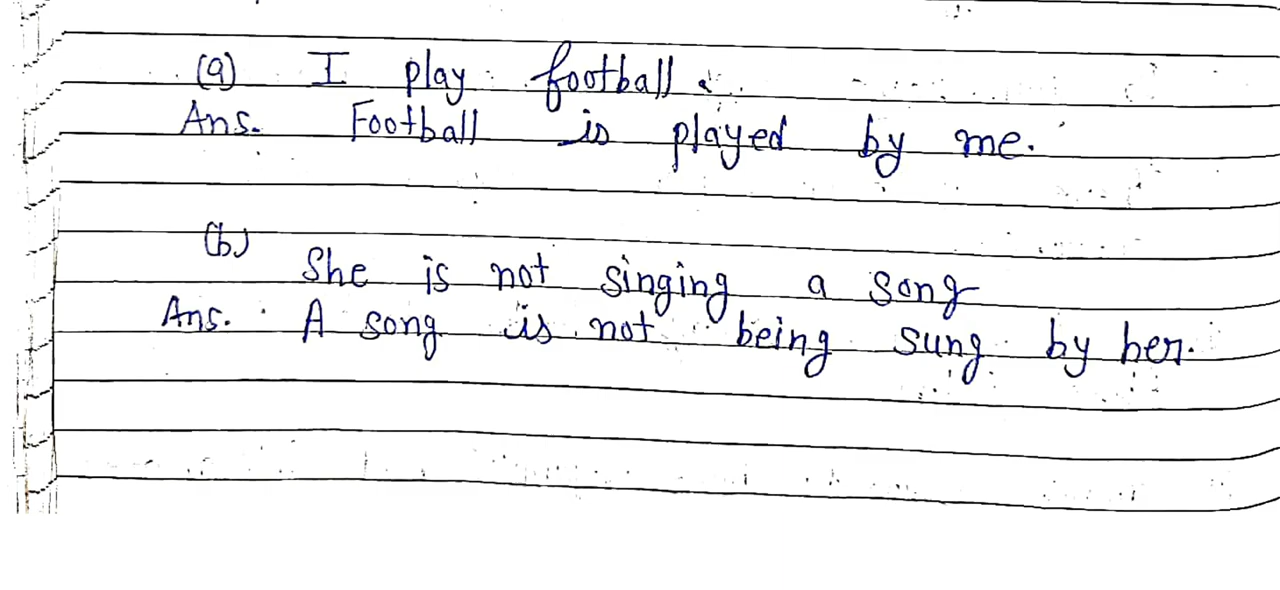 (a) I play football.
Ans. Football is played by me.
(b)
She is not singing a song
Ans. A song is not being sung by her.